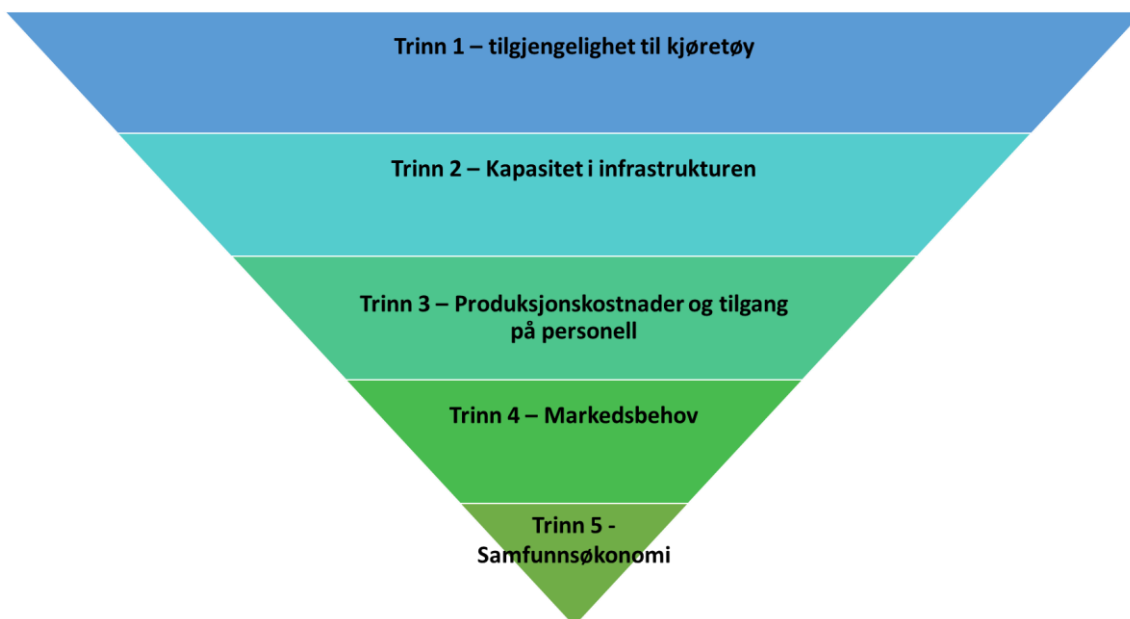 Trinn 1 – tilgjengelighet til kjøretøy
Trinn 2 – Kapasitet i infrastrukturen
Trinn 3 – Produksjonskostnader og tilgang
på personell
Trinn 4 – Markedsbehov
Trinn 5 -
Samfunnsøkonomi